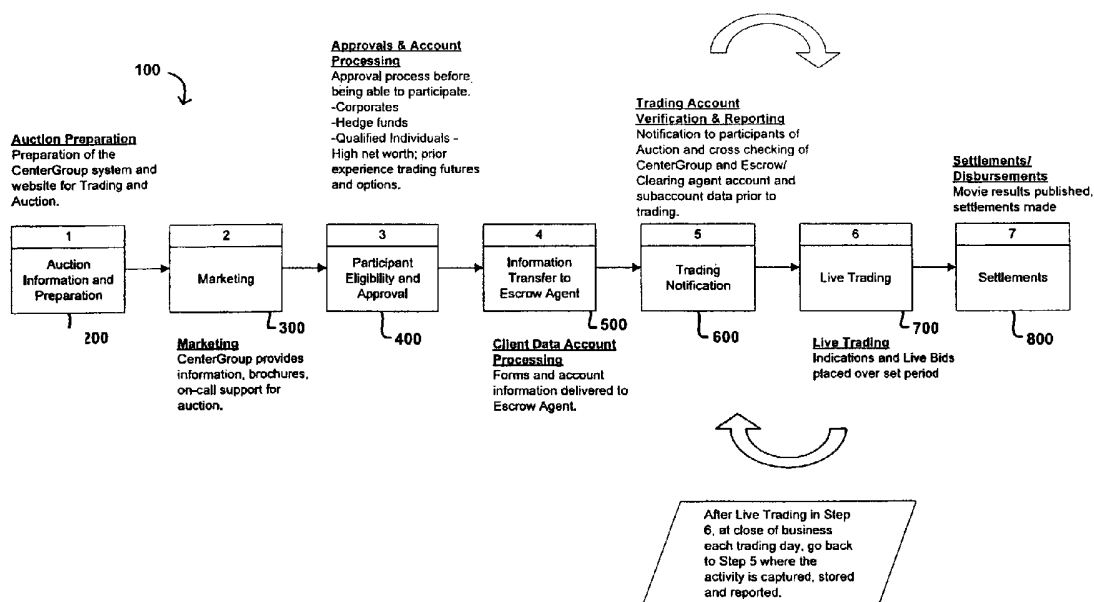 100
Auction Preparation
Preparation of the
CenterGroup system and
website for Trading and
Auction.
Approvals & Account
Processing
Approval process before
being able to participate.
-Corporates
-Hedge funds
-Qualified Individuals -
High net worth; prior
experience trading futures
and options.
Trading Account
Verification & Reporting
Notification to participants of
Auction and cross checking of
CenterGroup and Escrow/
Clearing agent account and
subaccount data prior to
trading.
Settlements/
Disbursements
Movie results published,
settlements made
1
Auction
Information and
Preparation
200
2
Marketing
300
3
Participant
Eligibility and
Approval
400
4
Information
Transfer to
Escrow Agent
500
5
Trading
Notification
600
6
Live Trading
700
7
Settlements
800
Marketing
CenterGroup provides
information, brochures,
on-call support for
auction.
Client Data Account
Processing
Forms and account
information delivered to
Escrow Agent.
Live Trading
Indications and Live Bids
placed over set period
After Live Trading in Step
6, at close of business
each trading day, go back
to Step 5 where the
activity is captured, stored
and reported.